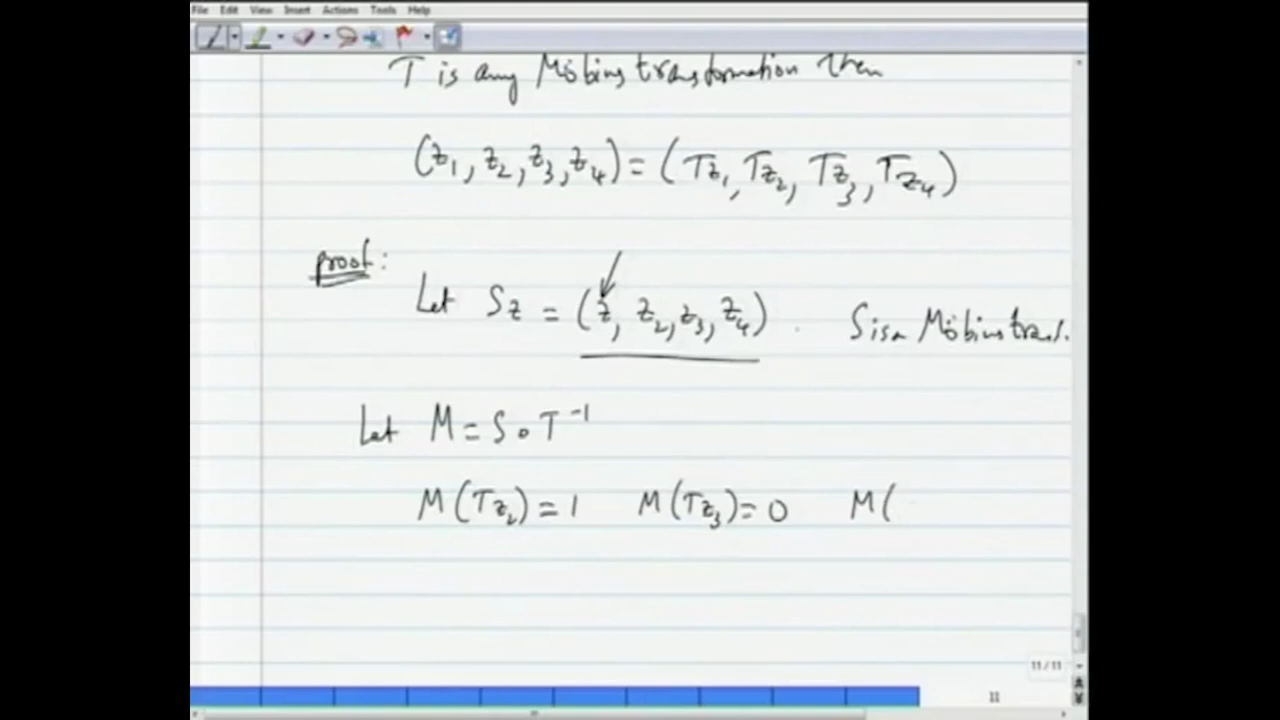 File Edit View Insert Actions Tools Help
T is any Möbius transformation then
(z₁, z₂, z₃, z₄) = (Tz₁, Tz₂, Tz₃, Tz₄)
proof:
Let Sz = (z, z₂, z₃, z₄). S is a Möbius trans.
Let M = S∘T⁻¹
M(Tz₂) = 1 M(Tz₃) = 0 M(
11/11
11